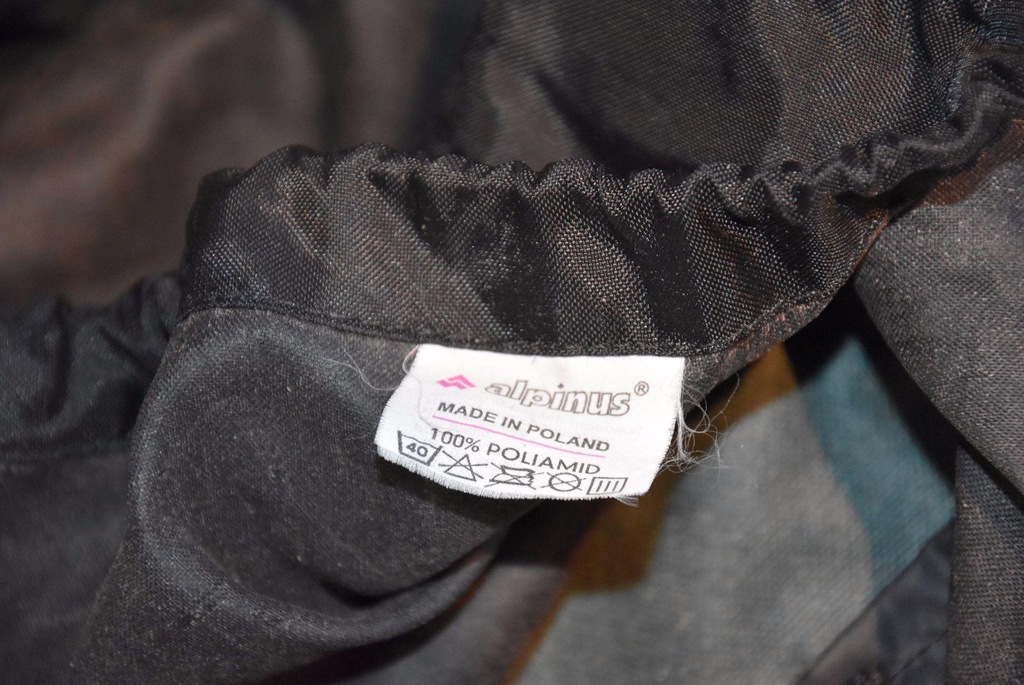 alpinus®
MADE IN POLAND
100% POLIAMID
40